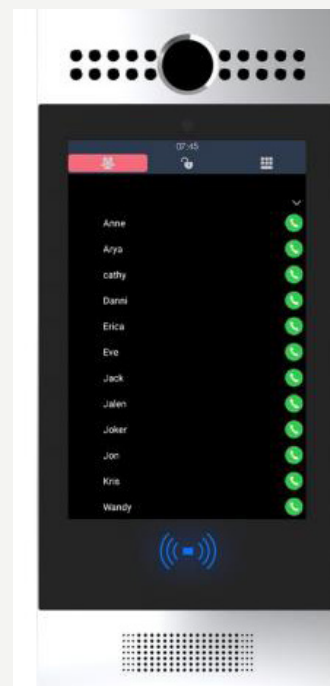 07:45
Anne
Arya
cathy
Danni
Erica
Eve
Jack
Jalen
Joker
Jon
Kris
Wandy